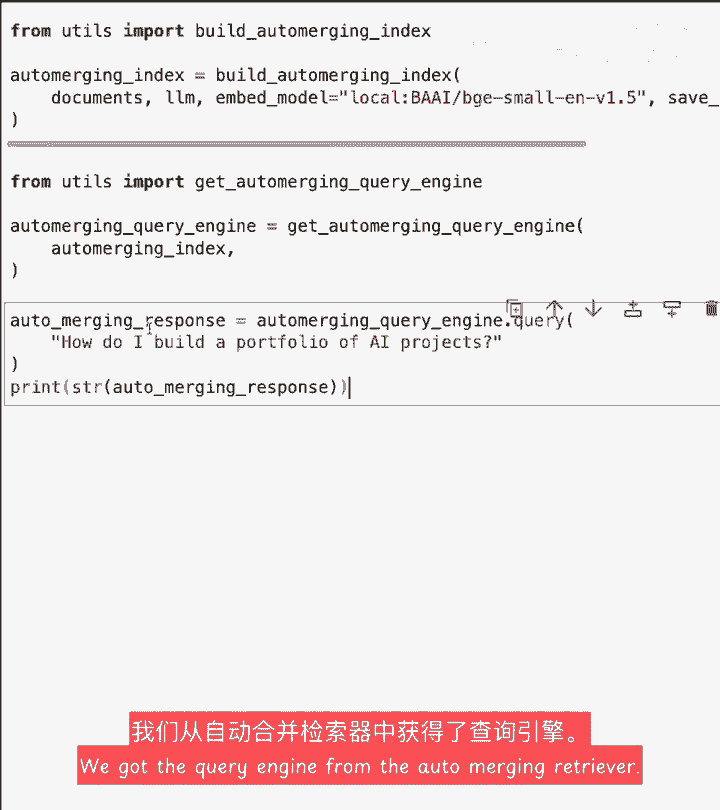 from utils import build_automerging_index
automerging_index = build_automerging_index(
documents, llm, embed_model="local:BAAI/bge-small-en-v1.5", save_
)
from utils import get_automerging_query_engine
automerging_query_engine = get_automerging_query_engine(
automerging_index,
)
auto_merging_response = automerging_query_engine.query(
"How do I build a portfolio of AI projects?"
)
print(str(auto_merging_response))
我们从自动合并检索器中获得了查询引擎。
We got the query engine from the auto merging retriever.